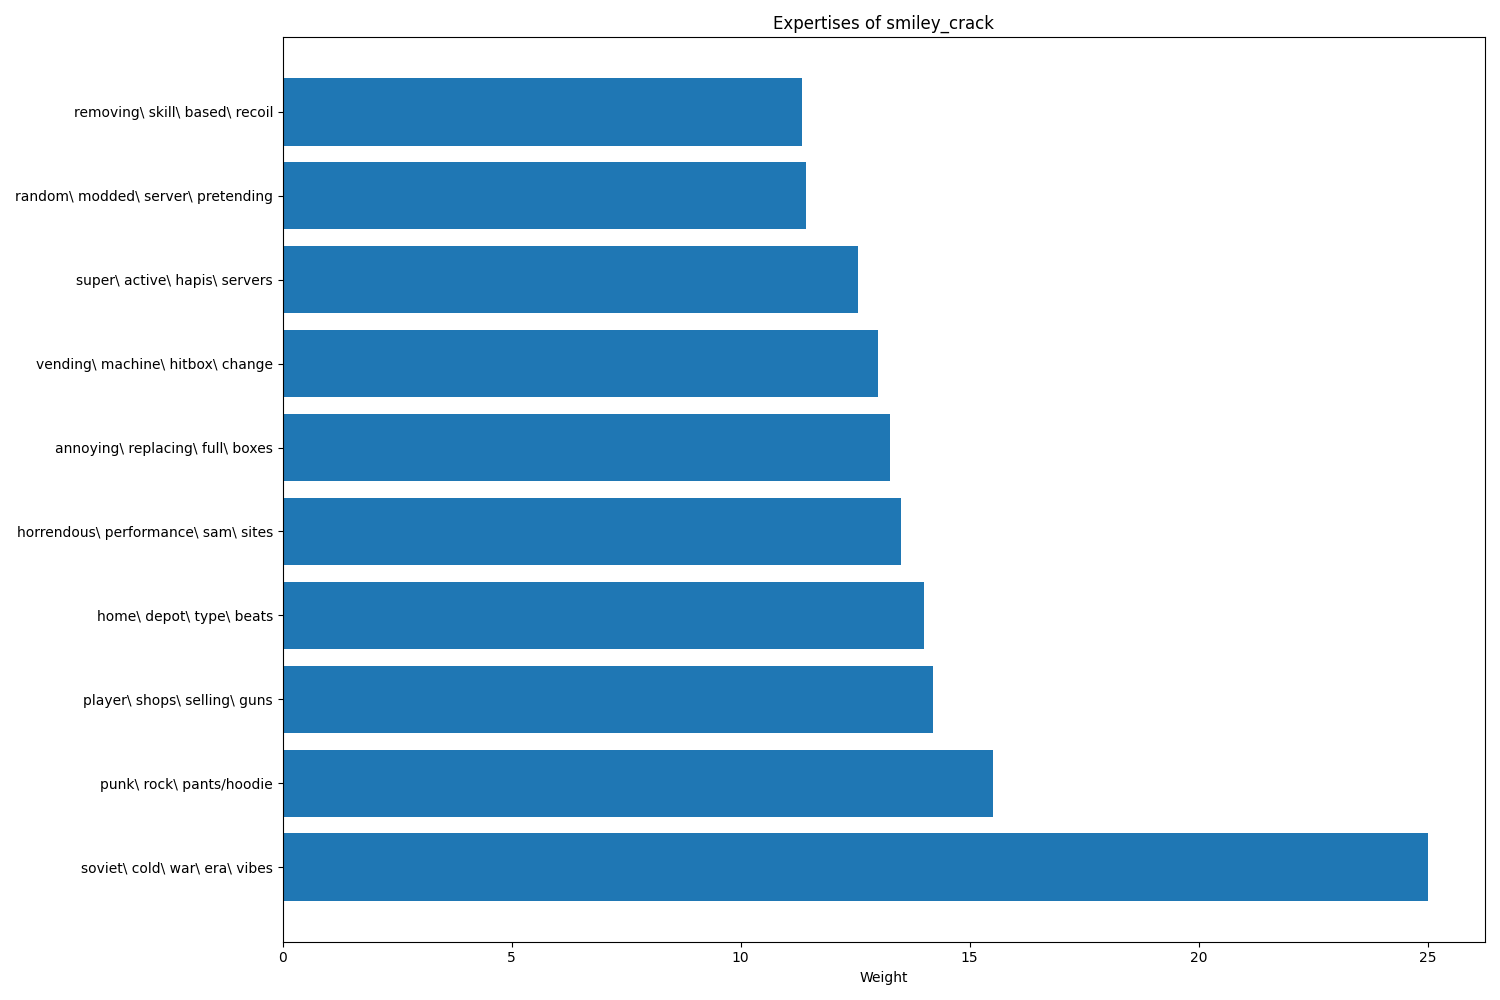 Expertises of smiley_crack
removing\ skill\ based\ recoil
random\ modded\ server\ pretending
super\ active\ hapis\ servers
vending\ machine\ hitbox\ change
annoying\ replacing\ full\ boxes
horrendous\ performance\ sam\ sites
home\ depot\ type\ beats
player\ shops\ selling\ guns
punk\ rock\ pants/hoodie
soviet\ cold\ war\ era\ vibes
0 5 10 15 20 25
Weight